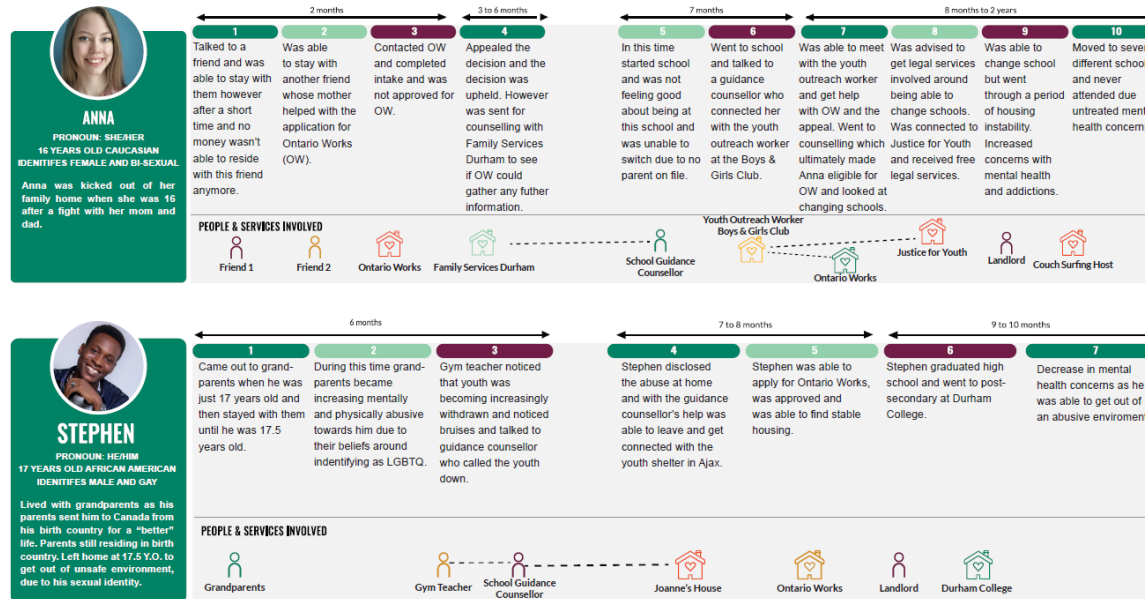 2 months
3 to 6 months
7 months
8 months to 2 years
ANNA
PRONOUN: SHE/HER
16 YEARS OLD CAUCASIAN
IDENITIFES FEMALE AND BI-SEXUAL
Anna was kicked out of her
family home when she was 16
after a fight with her mom and
dad.
1
Talked to a
friend and was
able to stay with
them however
after a short
time and no
money wasn't
able to reside
with this friend
anymore.
2
Was able
to stay with
another friend
whose mother
helped with the
application for
Ontario Works
(OW).
3
Contacted OW
and completed
intake and was
not approved for
OW.
4
Appealed the
decision and the
decision was
upheld. However
was sent for
counselling with
Family Services
Durham to see
if OW could
gather any futher
information.
5
In this time
started school
and was not
feeling good
about being at
this school and
was unable to
switch due to no
parent on file.
6
Went to school
and talked to
a guidance
counsellor who
connected her
with the youth
outreach worker
at the Boys &
Girls Club.
7
Was able to meet
with the youth
outreach worker
and get help
with OW and the
appeal. Went to
counselling which
ultimately made
Anna eligible for
OW and looked at
changing schools.
8
Was advised to
get legal services
involved around
being able to
change schools.
Was connected to
Justice for Youth
and received free
legal services.
9
Was able to
change school
but went
through a period
of housing
instability.
Increased
concerns with
mental health
and addictions.
10
Moved to
different
and never
attended due
untreated
health
PEOPLE & SERVICES INVOLVED
Friend 1
Friend 2
Ontario Works
Family Services Durham
School Guidance
Counsellor
Youth Outreach Worker
Boys & Girls Club
Ontario Works
Justice for Youth
Landlord
Couch Surfing Host
6 months
7 to 8 months
9 to 10 months
STEPHEN
PRONOUN: HE/HIM
17 YEARS OLD AFRICAN AMERICAN
IDENTIFES MALE AND GAY
Lived with grandparents as his
parents sent him to Canada from
his birth country for a “better”
life. Parents still residing in birth
country. Left home at 17.5 Y.O. to
get out of unsafe environment,
due to his sexual identity.
1
Came out to grand-
parents when he was
just 17 years old and
then stayed with them
until he was 17.5
years old.
2
During this time grand-
parents became
increasing mentally
and physically abusive
towards him due to
their beliefs around
indentifying as LGBTQ.
3
Gym teacher noticed
that youth was
becoming increasingly
withdrawn and noticed
bruises and talked to
guidance counsellor
who called the youth
down.
4
Stephen disclosed
the abuse at home
and with the guidance
counsellor's help was
able to leave and get
connected with the
youth shelter in Ajax.
5
Stephen was able to
apply for Ontario Works,
was approved and
was able to find stable
housing.
6
Stephen graduated high
school and went to post-
secondary at Durham
College.
7
Decrease in mental
health concerns as he
was able to get out of
an abusive
PEOPLE & SERVICES INVOLVED
Grandparents
Gym Teacher
School Guidance
Counsellor
Joanne's House
Ontario Works
Landlord
Durham College